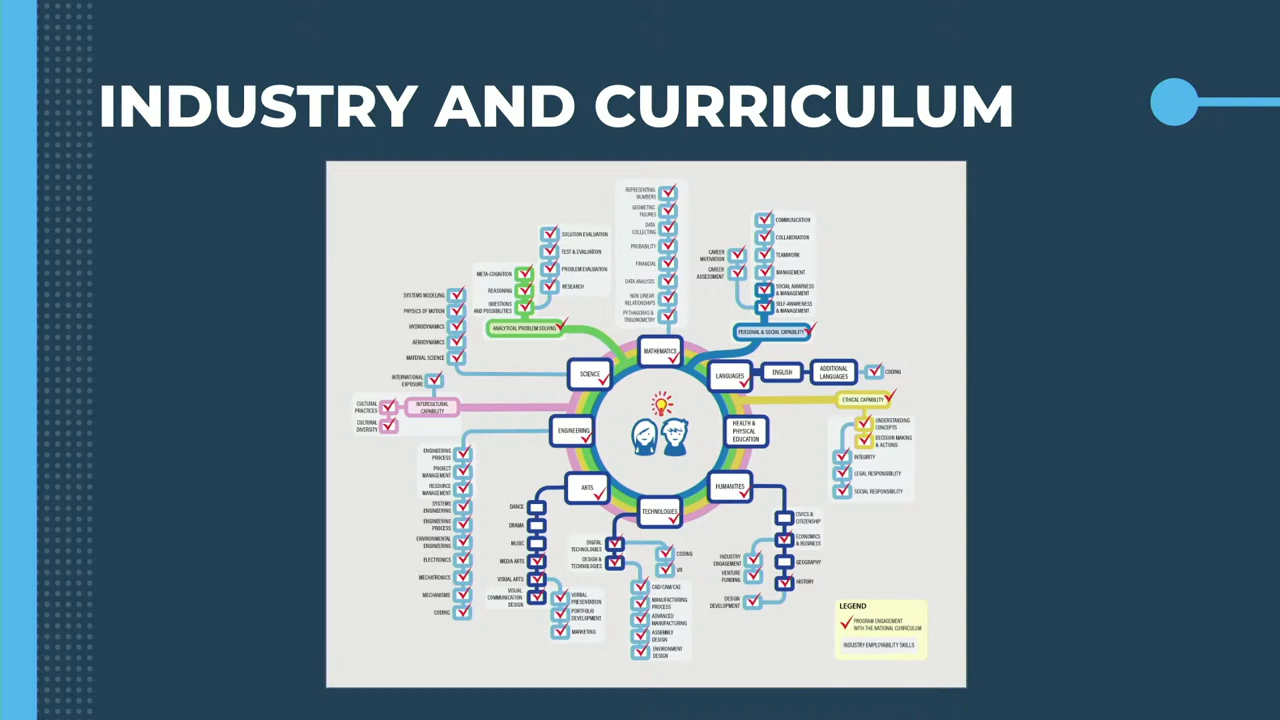 INDUSTRY AND CURRICULUM
REPRESENTING
NUMBERS
GEOMETRIC
FIGURES
DATA
COLLECTING
PROBABILITY
FINANCIAL
DATA ANALYSIS
NON LINEAR
RELATIONSHIPS
PYTHAGORAS &
TRIGONOMETRY
MATHEMATICS
SOLUTION EVALUATION
TEST & EVALUATION
PROBLEM EVALUATION
RESEARCH
META-COGNITION
REASONING
QUESTIONS
AND POSSIBILITIES
ANALYTICAL PROBLEM SOLVING
COMMUNICATION
COLLABORATION
TEAMWORK
MANAGEMENT
SOCIAL AWARENESS
& MANAGEMENT
SELF-AWARENESS
& MANAGEMENT
CAREER
MOTIVATION
CAREER
ASSESSMENT
PERSONAL & SOCIAL CAPABILITY
SYSTEMS MODELING
PHYSICS OF MOTION
HYDRODYNAMICS
AERODYNAMICS
MATERIAL SCIENCE
SCIENCE
LANGUAGES
ENGLISH
ADDITIONAL
LANGUAGES
CODING
INTERNATIONAL
EXPOSURE
CULTURAL
PRACTICES
CULTURAL
DIVERSITY
INTERCULTURAL
CAPABILITY
ETHICAL CAPABILITY
UNDERSTANDING
CONCEPTS
DECISION MAKING
& ACTIONS
INTEGRITY
LEGAL RESPONSIBILITY
SOCIAL RESPONSIBILITY
ENGINEERING
HEALTH &
PHYSICAL
EDUCATION
ENGINEERING
PROCESS
PROJECT
MANAGEMENT
RESOURCE
MANAGEMENT
SYSTEMS
ENGINEERING
ENGINEERING
PROCESS
ENVIRONMENTAL
ENGINEERING
ELECTRONICS
MECHATRONICS
MECHANISMS
CODING
ARTS
DANCE
DRAMA
MUSIC
MEDIA ARTS
VISUAL ARTS
VISUAL
COMMUNICATION
DESIGN
VERBAL
PRESENTATION
PORTFOLIO
DEVELOPMENT
MARKETING
TECHNOLOGIES
DIGITAL
TECHNOLOGIES
DESIGN &
TECHNOLOGIES
CODING
VR
CAD/CAM/CAE
MANUFACTURING
PROCESS
ADVANCED
MANUFACTURING
ASSEMBLY
DESIGN
ENVIRONMENT
DESIGN
HUMANITIES
CIVICS &
CITIZENSHIP
ECONOMICS
& BUSINESS
GEOGRAPHY
HISTORY
INDUSTRY
ENGAGEMENT
VENTURE
FUNDING
DESIGN
DEVELOPMENT
LEGEND
PROGRAM ENGAGEMENT
WITH THE NATIONAL CURRICULUM
INDUSTRY EMPLOYABILITY SKILLS